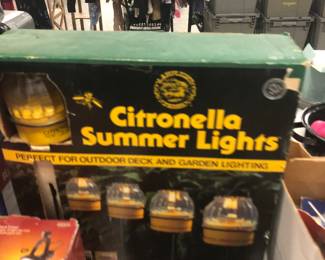 Citronella
Summer Lights
PERFECT FOR OUTDOOR DECK AND GARDEN LIGHTING